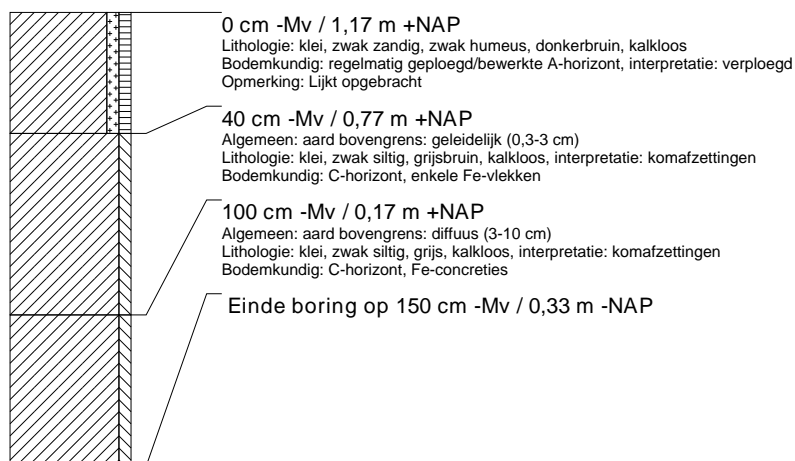 0 cm -Mv / 1,17 m +NAP
Lithologie: klei, zwak zandig, zwak humeus, donkerbruin, kalkloos
Bodemkundig: regelmatig geploegd/bewerkte A-horizont, interpretatie: verploegd
Opmerking: Lijkt opgebracht
40 cm -Mv / 0,77 m +NAP
Algemeen: aard bovengrens: geleidelijk (0,3-3 cm)
Lithologie: klei, zwak siltig, grijsbruin, kalkloos, interpretatie: komafzettingen
Bodemkundig: C-horizont, enkele Fe-vlekken
100 cm -Mv / 0,17 m +NAP
Algemeen: aard bovengrens: diffuus (3-10 cm)
Lithologie: klei, zwak siltig, grijs, kalkloos, interpretatie: komafzettingen
Bodemkundig: C-horizont, Fe-concreties
Einde boring op 150 cm -Mv / 0,33 m -NAP